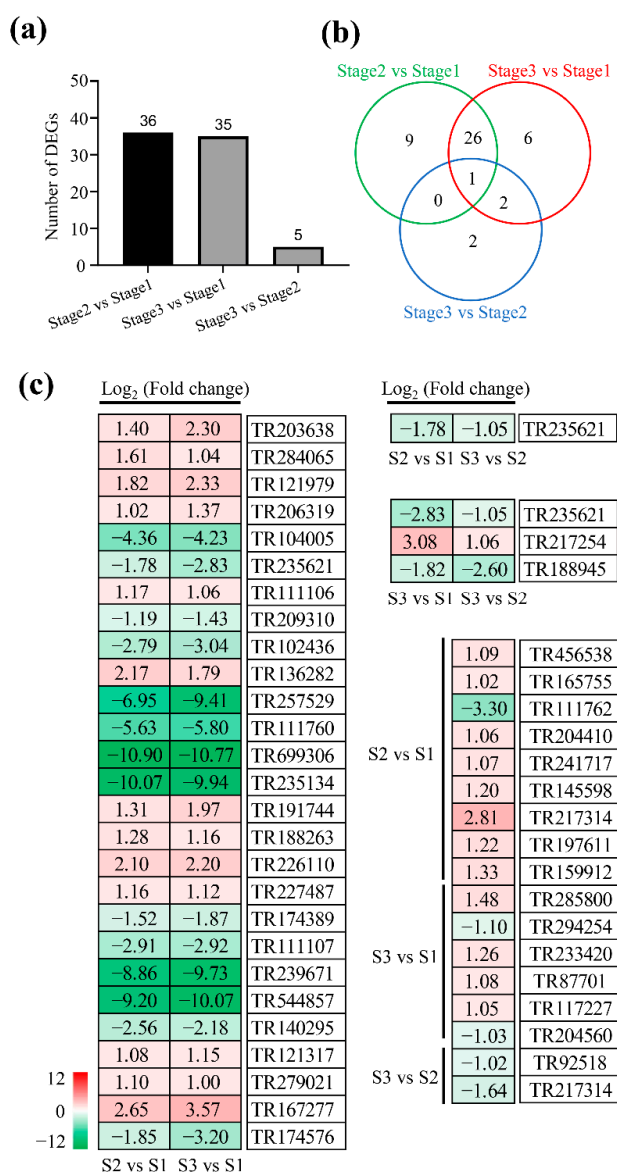 (a)
Number of DEGs
50
40
30
20
10
0
36
35
5
Stage2 vs Stage1
Stage3 vs Stage1
Stage3 vs Stage2
(b)
Stage2 vs Stage1
Stage3 vs Stage1
9
26
6
1
0
2
2
Stage3 vs Stage2
(c)
Log2 (Fold change)
1.40 2.30 TR203638
1.61 1.04 TR284065
1.82 2.33 TR121979
1.02 1.37 TR206319
−4.36 −4.23 TR104005
−1.78 −2.83 TR235621
1.17 1.06 TR111106
−1.19 −1.43 TR209310
−2.79 −3.04 TR102436
2.17 1.79 TR136282
−6.95 −9.41 TR257529
−5.63 −5.80 TR111760
−10.90 −10.77 TR699306
−10.07 −9.94 TR235134
1.31 1.97 TR191744
1.28 1.16 TR188263
2.10 2.20 TR226110
1.16 1.12 TR227487
−1.52 −1.87 TR174389
−2.91 −2.92 TR111107
−8.86 −9.73 TR239671
−9.20 −10.07 TR544857
−2.56 −2.18 TR140295
1.08 1.15 TR121317
1.10 1.00 TR279021
2.65 3.57 TR167277
−1.85 −3.20 TR174576
S2 vs S1 S3 vs S1
12
0
−12
Log2 (Fold change)
−1.78 −1.05 TR235621
S2 vs S1 S3 vs S2
−2.83 −1.05 TR235621
3.08 1.06 TR217254
−1.82 −2.60 TR188945
S3 vs S1 S3 vs S2
S2 vs S1
1.09 TR456538
1.02 TR165755
−3.30 TR111762
1.06 TR204410
1.07 TR241717
1.20 TR145598
2.81 TR217314
1.22 TR197611
1.33 TR159912
S3 vs S1
1.48 TR285800
−1.10 TR294254
1.26 TR233420
1.08 TR87701
1.05 TR117227
−1.03 TR204560
S3 vs S2
−1.02 TR92518
−1.64 TR217314